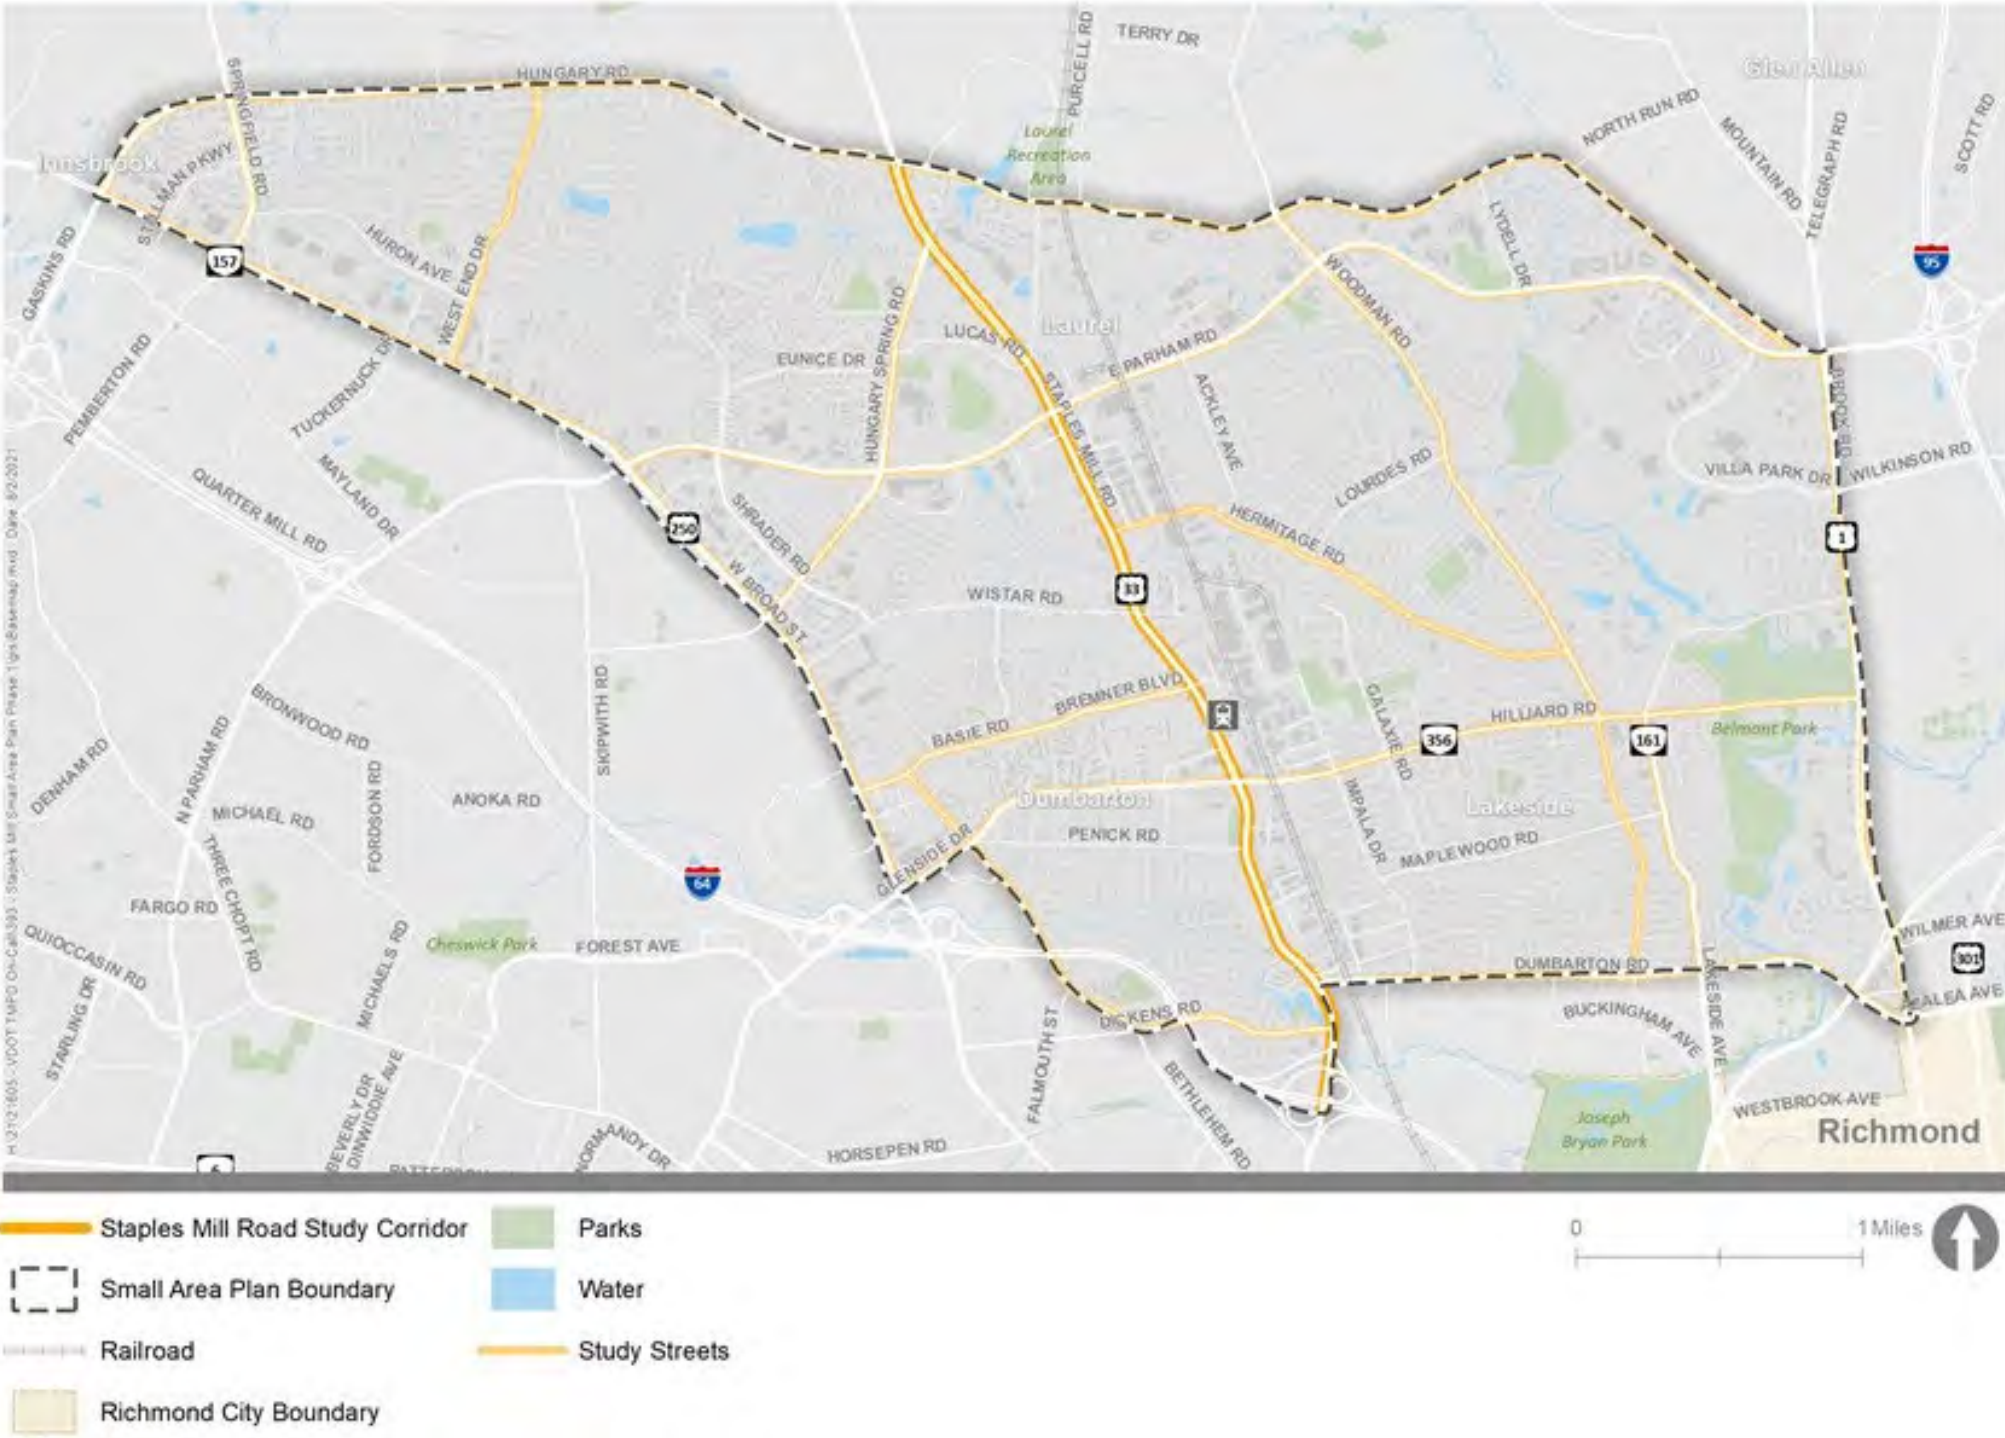 PURCELL RD
TERRY DR
HUNGARY RD
SPRINGFIELD RD
Glen Allen
NORTH RUN RD
MOUNTAIN RD
TELEGRAPH RD
SCOTT RD
Laurel
Recreation
Area
Innsbrook
STILLMAN PKWY
GASKINS RD
157
HURON AVE
WEST END DR
LYDELL DR
95
WOODMAN RD
HUNGARY SPRING RD
LUCAS RD
Laurel
E PARHAM RD
EUNICE DR
PEMBERTON RD
TUCKERNUCK DR
STAPLES MILL RD
ACKLEY AVE
BROOK RD
LOURDES RD
VILLA PARK DR
WILKINSON RD
QUARTER MILL RD
MAYLAND DR
250
SHRADER RD
HERMITAGE RD
1
W BROAD ST
WISTAR RD
33
SKIPWITH RD
BRONWOOD RD
N PARHAM RD
BASIE RD
BREMNER BLVD
GALAXIE RD
HILLIARD RD
356
161
Belmont Park
DENHAM RD
MICHAEL RD
FORDSON RD
ANOKA RD
Dumbarton
PENICK RD
IMPALA DR
Lakeside
MAPLEWOOD RD
GLENSIDE DR
THREE CHOPT RD
64
FARGO RD
QUIOCCASIN RD
MICHAELS RD
Cheswick Park
FOREST AVE
DUMBARTON RD
LAKESIDE AVE
WILMER AVE
301
AZALEA AVE
STARLING DR
DICKENS RD
BUCKINGHAM AVE
FALMOUTH ST
BETHLEHEM RD
BEVERLY DR
DINWIDDIE AVE
NORMANDY DR
HORSEPEN RD
Joseph
Bryan Park
WESTBROOK AVE
Richmond
6
Staples Mill Road Study Corridor
Parks
0
1 Miles
Small Area Plan Boundary
Water
Railroad
Study Streets
Richmond City Boundary